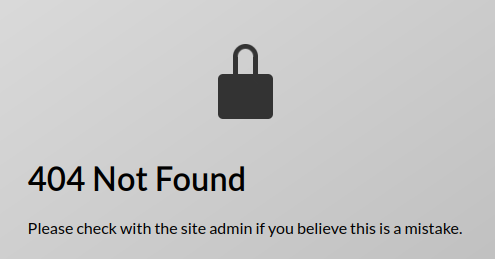 404 Not Found
Please check with the site admin if you believe this is a mistake.